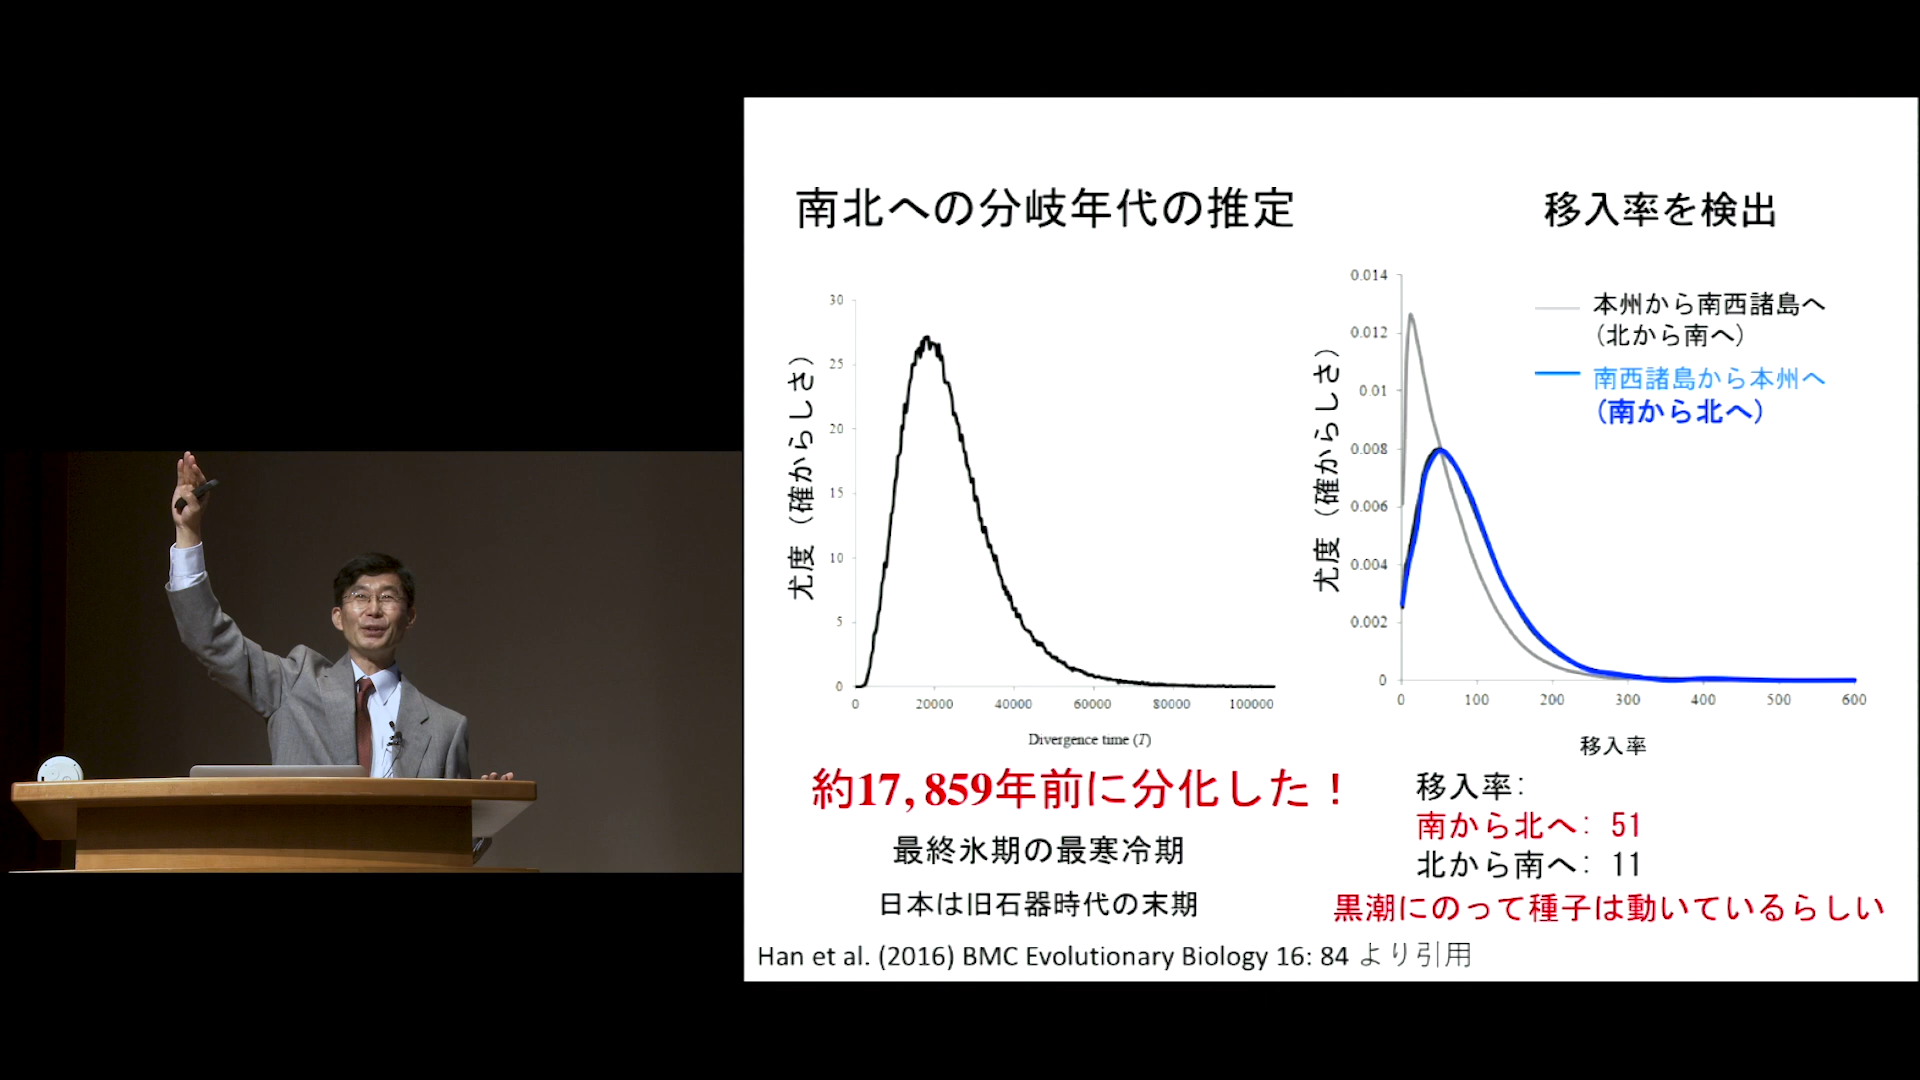 南北への分岐年代の推定
尤度（確からしさ）
30
25
20
15
10
5
0
0 20000 40000 60000 80000 100000
Divergence time (T)
約17,859年前に分化した！
最終氷期の最寒冷期
日本は旧石器時代の末期
移入率を検出
尤度（確からしさ）
0.014
0.012
0.01
0.008
0.006
0.004
0.002
0
0 100 200 300 400 500 600
移入率
本州から南西諸島へ
(北から南へ)
南西諸島から本州へ
(南から北へ)
移入率：
南から北へ：51
北から南へ：11
黒潮にのって種子は動いているらしい
Han et al. (2016) BMC Evolutionary Biology 16: 84 より引用